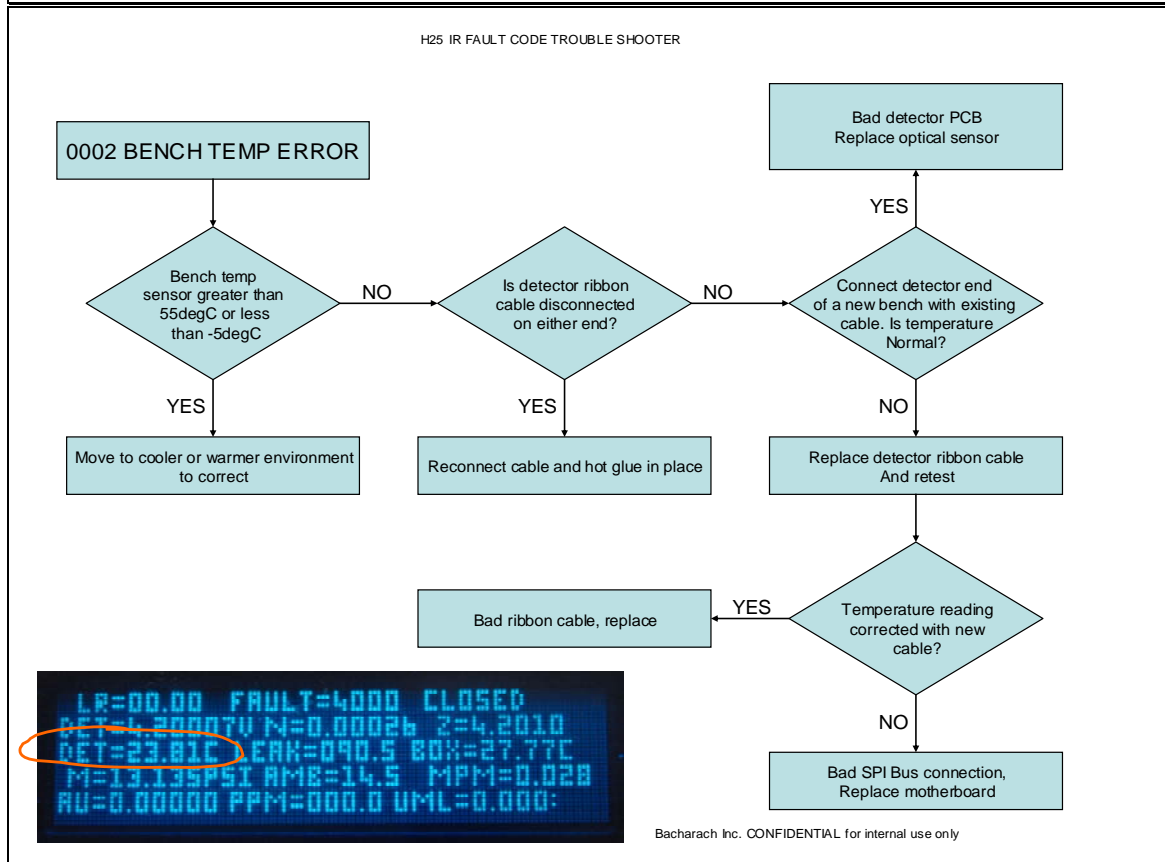 H25 IR FAULT CODE TROUBLE SHOOTER
0002 BENCH TEMP ERROR
Bad detector PCB
Replace optical sensor
YES
Bench temp
sensor greater than
55degC or less
than -5degC
NO
Is detector ribbon
cable disconnected
on either end?
NO
Connect detector end
of a new bench with existing
cable. Is temperature
Normal?
YES
YES
NO
Move to cooler or warmer environment
to correct
Reconnect cable and hot glue in place
Replace detector ribbon cable
And retest
Bad ribbon cable, replace
YES
Temperature reading
corrected with new
cable?
NO
Bad SPI Bus connection,
Replace motherboard
LR=00.00 FAULT=4000 CLOSED
DET=4.20007V N=0.00026 Z=4.2010
DET=23.81C EAK=090.5 BOX=27.77C
M=13.135PSI AMB=14.5 MPM=0.028
AU=0.00000 PPM=000.0 UML=0.000:
Bacharach Inc. CONFIDENTIAL for internal use only